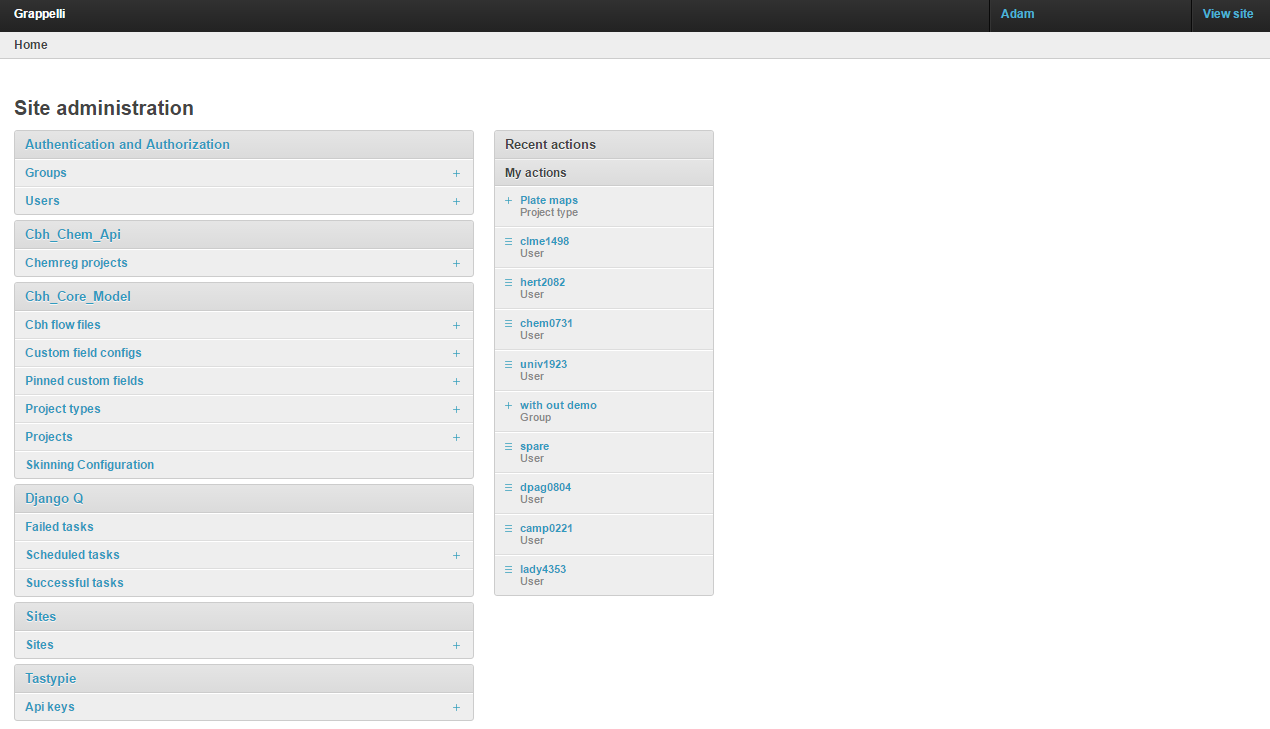 Grappelli
Adam
View site
Home
Site administration
Authentication and Authorization
Groups
Users
Cbh_Chem_Api
Chemreg projects
Cbh_Core_Model
Cbh flow files
Custom field configs
Pinned custom fields
Project types
Projects
Skinning Configuration
Django Q
Failed tasks
Scheduled tasks
Successful tasks
Sites
Sites
Tastypie
Api keys
Recent actions
My actions
Plate maps
Project type
clme1498
User
hert2082
User
chem0731
User
univ1923
User
with out demo
Group
spare
User
dpag0804
User
camp0221
User
lady4353
User